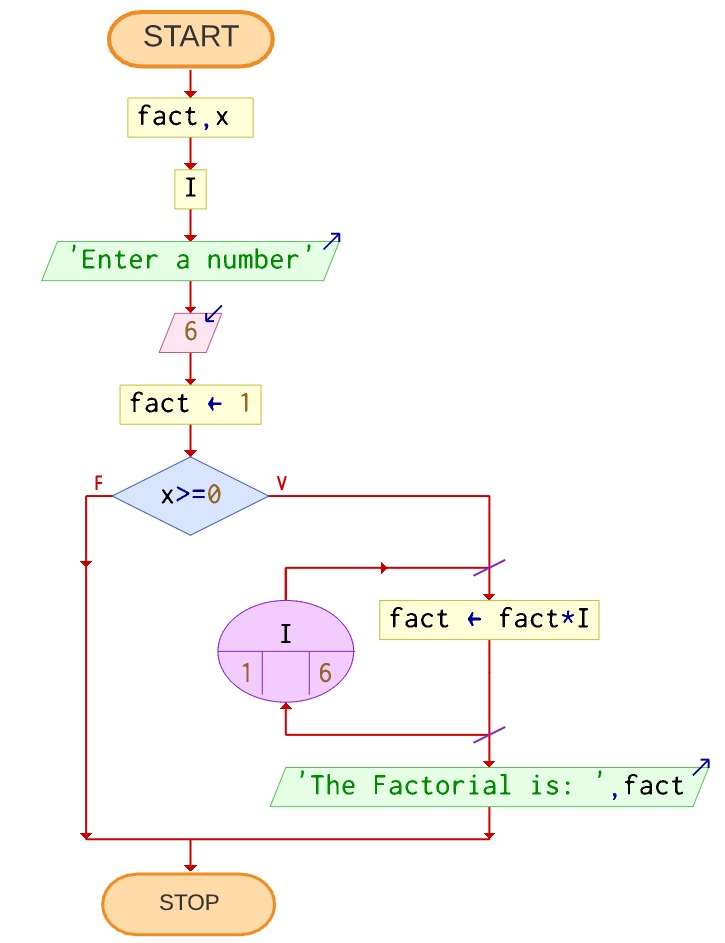 START
fact,x
I
'Enter a number'
6
fact ← 1
F
x>=0
V
fact ← fact*I
I
1 6
'The Factorial is: ',fact
STOP